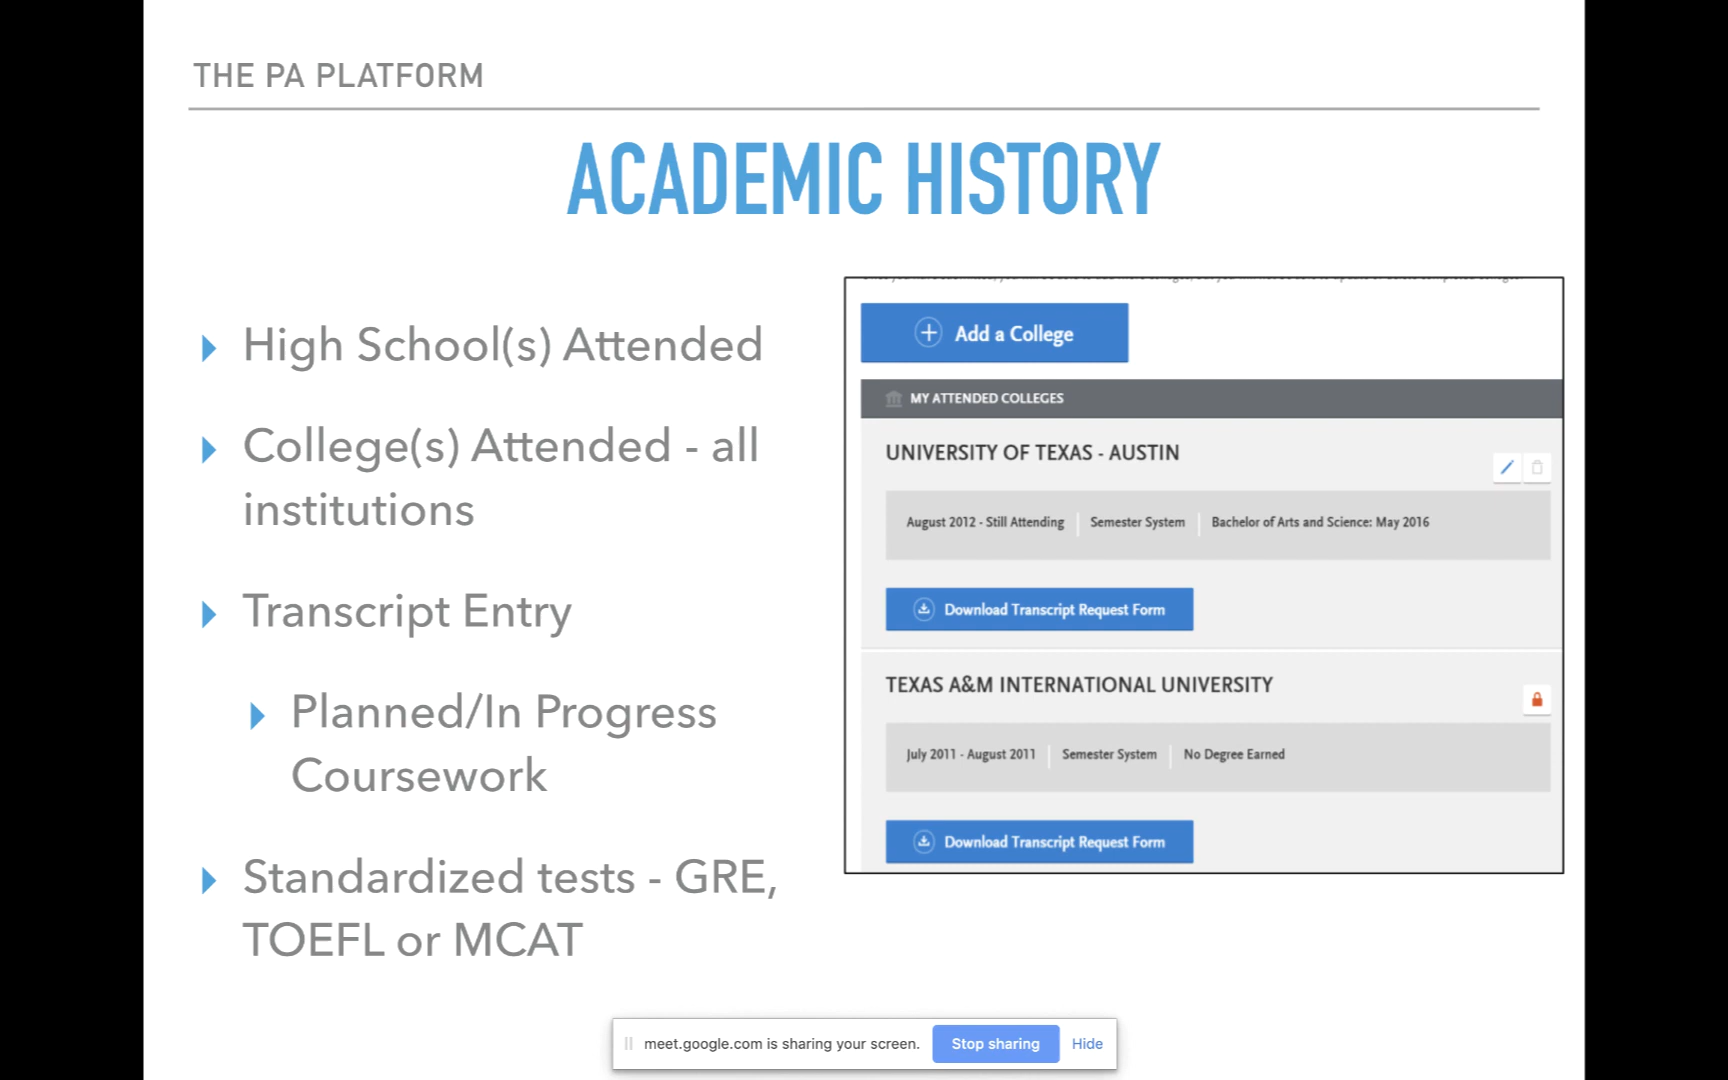 THE PA PLATFORM
ACADEMIC HISTORY
High School(s) Attended
College(s) Attended - all
institutions
Transcript Entry
Planned/In Progress
Coursework
Standardized tests - GRE,
TOEFL or MCAT
Add a College
MY ATTENDED COLLEGES
UNIVERSITY OF TEXAS - AUSTIN
August 2012 - Still Attending Semester System Bachelor of Arts and Science: May 2016
Download Transcript Request Form
TEXAS A&M INTERNATIONAL UNIVERSITY
July 2011 - August 2011 Semester System No Degree Earned
Download Transcript Request Form
meet.google.com is sharing your screen. Stop sharing Hide